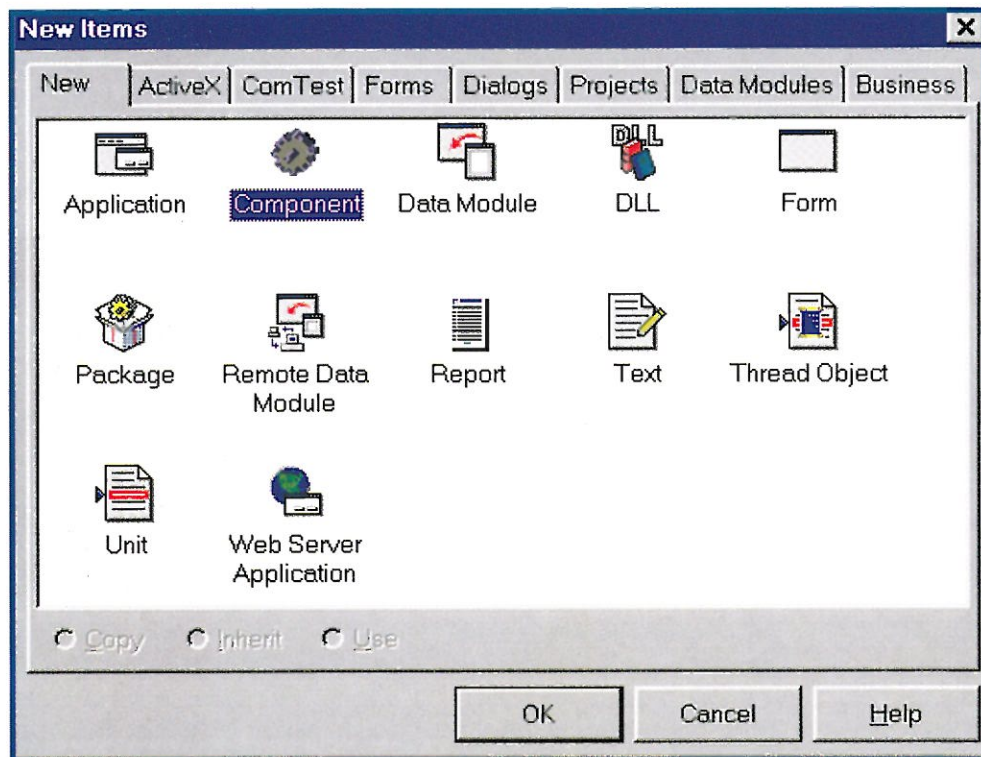 New Items
New ActiveX ComTest Forms Dialogs Projects Data Modules Business
DLL
Application Component Data Module DLL Form
Package Remote Data Module Report Text Thread Object
Unit Web Server Application
Copy Inherit Use
OK Cancel Help